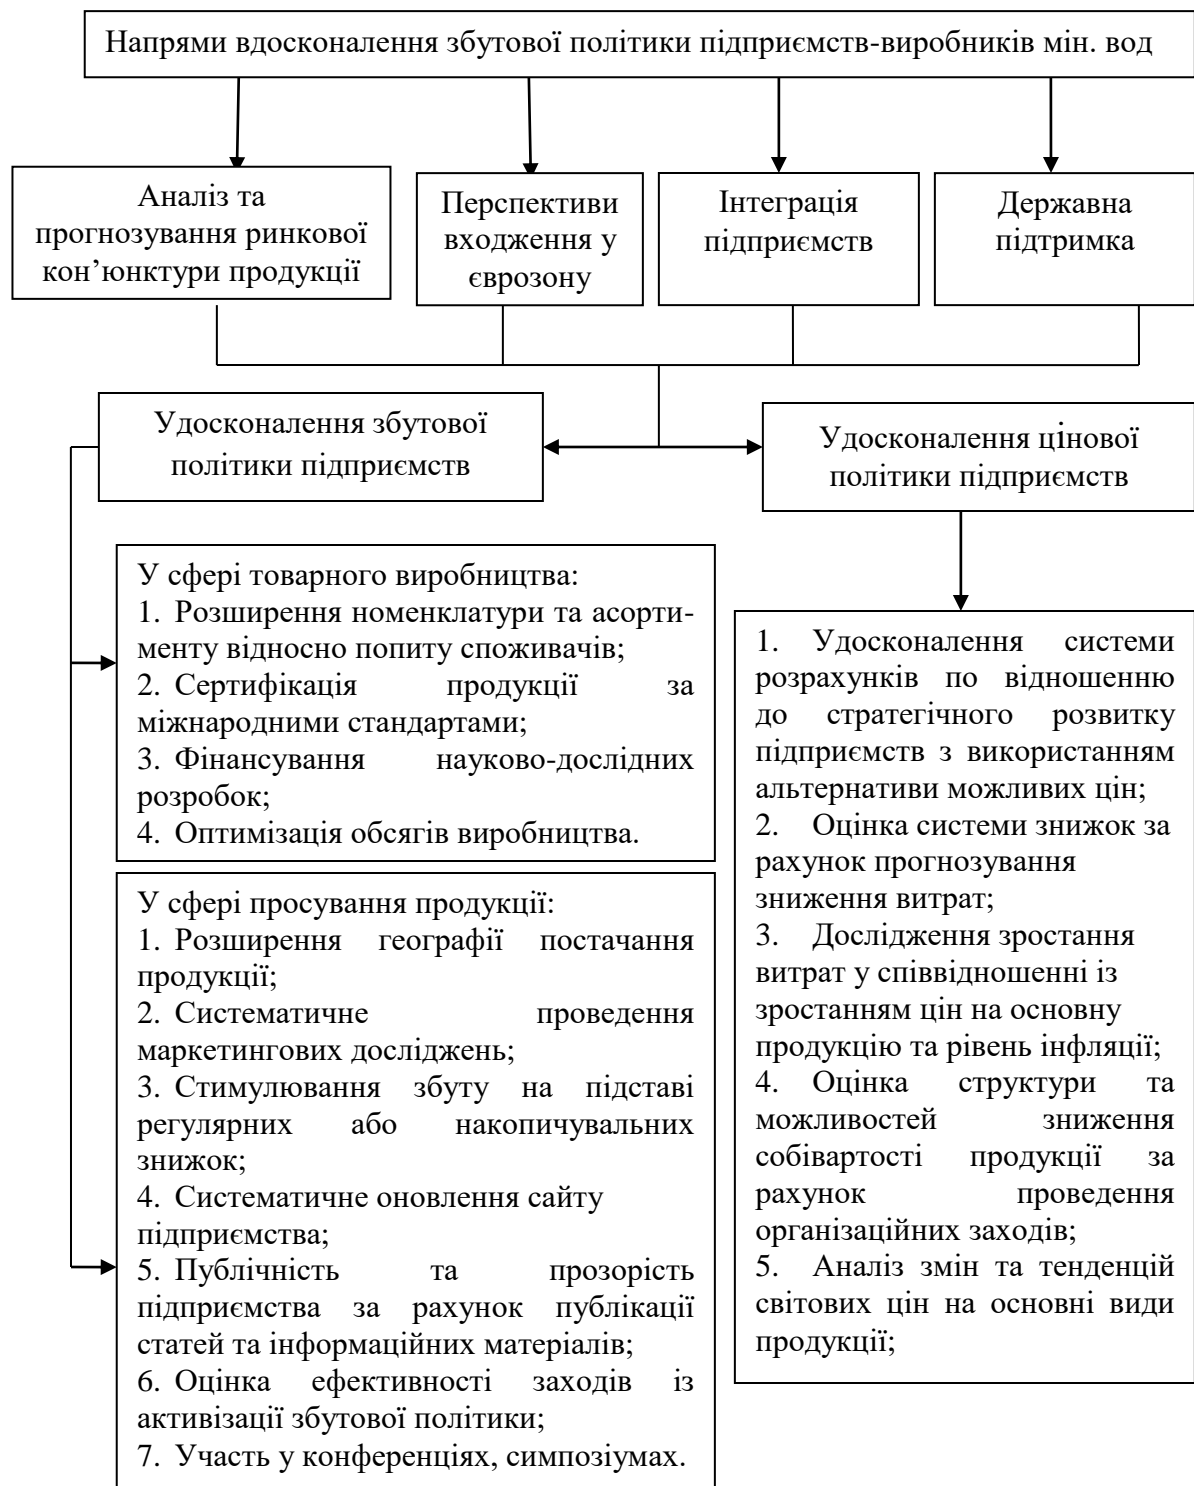 Напрями вдосконалення збутової політики підприємств-виробників мін. вод
Аналіз та
прогнозування ринкової
кон’юнктури продукції
Перспективи
входження у
єврозону
Інтеграція
підприємств
Державна
підтримка
Удосконалення збутової
політики підприємств
Удосконалення цінової
політики підприємств
У сфері товарного виробництва:
1. Розширення номенклатури та асорти-
менту відносно попиту споживачів;
2. Сертифікація продукції за
міжнародними стандартами;
3. Фінансування науково-дослідних
розробок;
4. Оптимізація обсягів виробництва.
У сфері просування продукції:
1. Розширення географії постачання
продукції;
2. Систематичне проведення
маркетингових досліджень;
3. Стимулювання збуту на підставі
регулярних або накопичувальних
знижок;
4. Систематичне оновлення сайту
підприємства;
5. Публічність та прозорість
підприємства за рахунок публікації
статей та інформаційних матеріалів;
6. Оцінка ефективності заходів із
активізації збутової політики;
7. Участь у конференціях, симпозіумах.
1. Удосконалення системи
розрахунків по відношенню
до стратегічного розвитку
підприємств з використанням
альтернативи можливих цін;
2. Оцінка системи знижок за
рахунок прогнозування
зниження витрат;
3. Дослідження зростання
витрат у співвідношенні із
зростанням цін на основну
продукцію та рівень інфляції;
4. Оцінка структури та
можливостей зниження
собівартості продукції за
рахунок проведення
організаційних заходів;
5. Аналіз змін та тенденцій
світових цін на основні види
продукції;